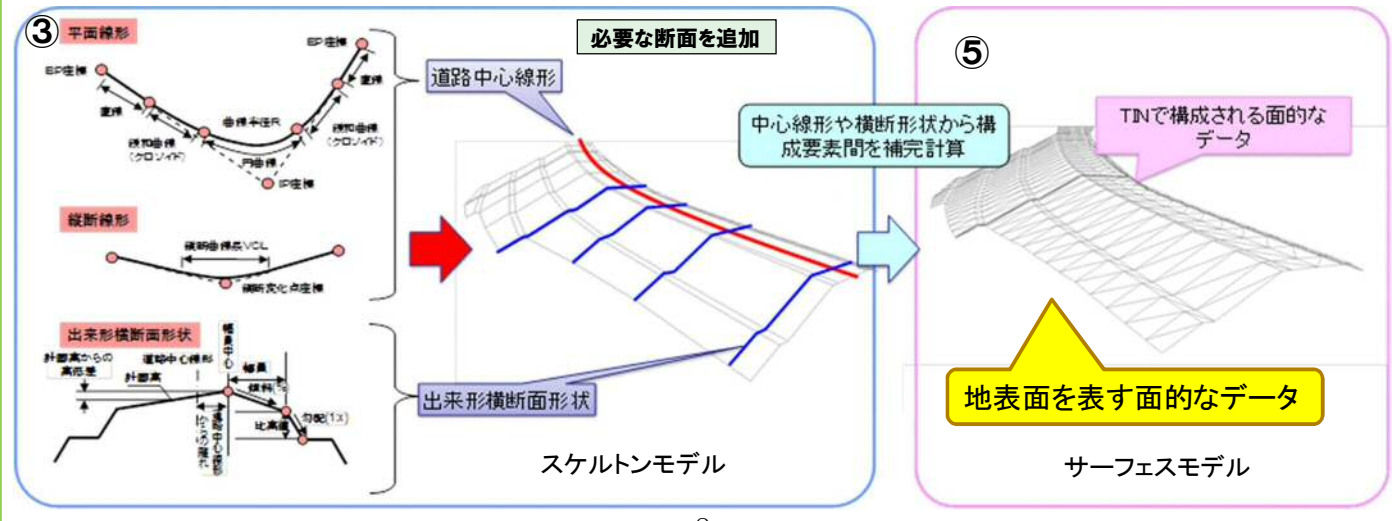 ③
平面線形
BP座標
EP座標
直線
直線
緩和曲線
(クロソイド)
曲線半径R
円曲線
緩和曲線
(クロソイド)
IP座標
縦断線形
縦断曲線長VCL
縦断変化点座標
出来形横断面形状
計画高からの
高低差
計画高
道路中心線形
幅員中心
幅員
勾配(1:x)
比高差
道路中心線形
からの離れ
必要な断面を追加
道路中心線形
出来形横断面形状
スケルトンモデル
中心線形や横断形状から構
成要素間を補完計算
⑤
TINで構成される面的な
データ
地表面を表す面的なデータ
サーフェスモデル